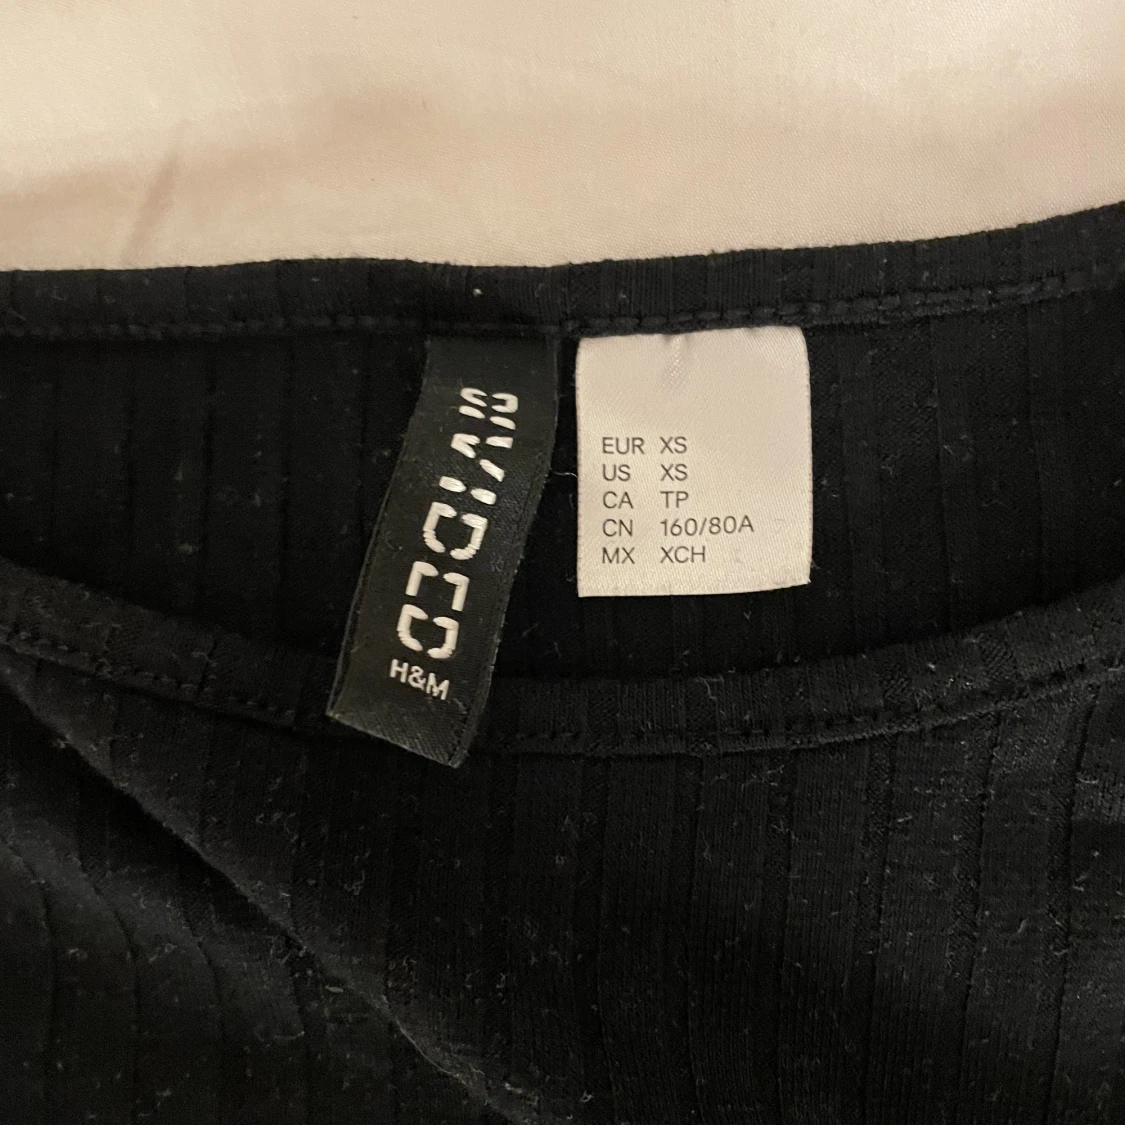 DIVIDED
H&M
EUR XS
US XS
CA TP
CN 160/80A
MX XCH